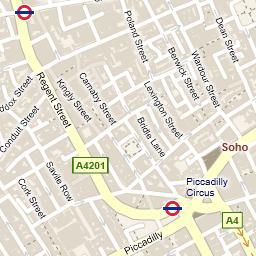 Poland Street
Dean Street
Wardour Street
Berwick Street
Kingly Street
Carnaby Street
Lexington Street
Regent Street
Conduit Street
Bridle Lane
Soho
A4201
Savile Row
Cork Street
Piccadilly
Circus
A4
Piccadilly